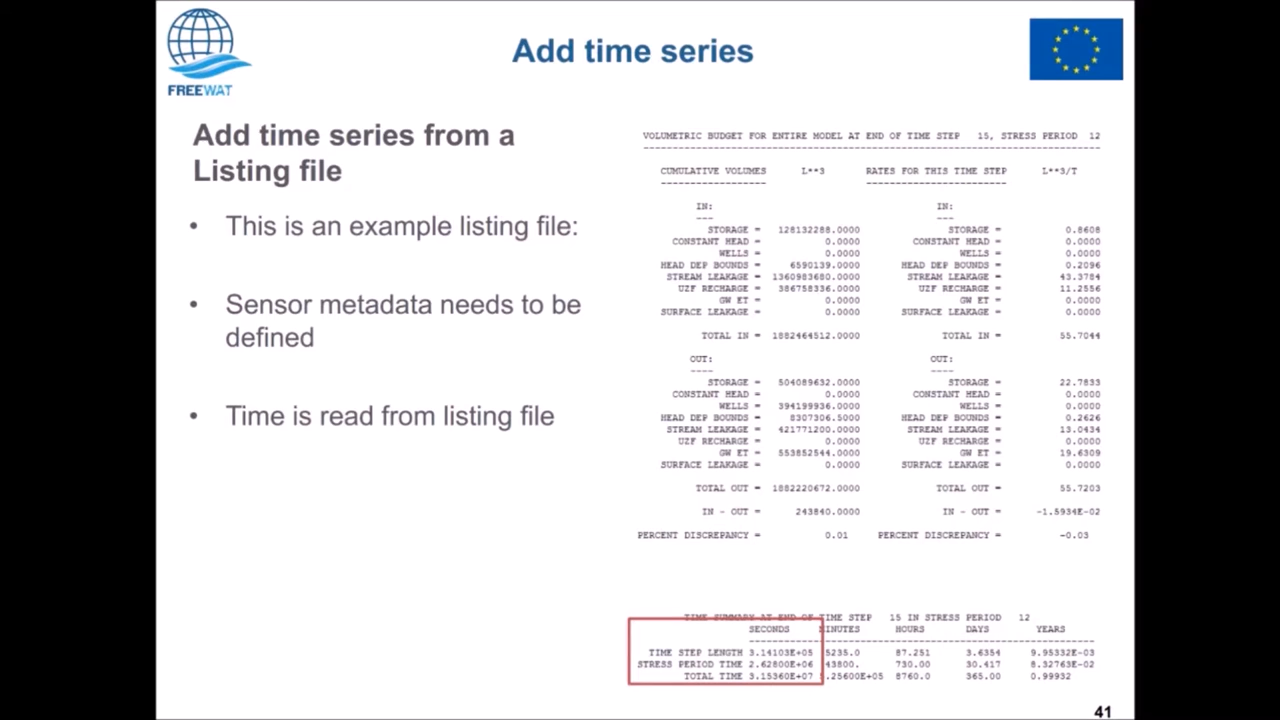 Add time series
FREEWAT
Add time series from a
Listing file
• This is an example listing file:
• Sensor metadata needs to be
defined
• Time is read from listing file
VOLUMETRIC BUDGET FOR ENTIRE MODEL AT END OF TIME STEP 15, STRESS PERIOD 12
CUMULATIVE VOLUMES L**3 RATES FOR THIS TIME STEP L**3/T
IN: IN:
STORAGE = 128132288.0000 STORAGE = 0.8608
CONSTANT HEAD = 0.0000 CONSTANT HEAD = 0.0000
WELLS = 0.0000 WELLS = 0.0000
HEAD DEP BOUNDS = 6590139.0000 HEAD DEP BOUNDS = 0.2096
STREAM LEAKAGE = 1360983680.0000 STREAM LEAKAGE = 43.3784
UZF RECHARGE = 386758336.0000 UZF RECHARGE = 11.2556
GW ET = 0.0000 GW ET = 0.0000
SURFACE LEAKAGE = 0.0000 SURFACE LEAKAGE = 0.0000
TOTAL IN = 1882464512.0000 TOTAL IN = 55.7044
OUT: OUT:
STORAGE = 504089632.0000 STORAGE = 22.7833
CONSTANT HEAD = 0.0000 CONSTANT HEAD = 0.0000
WELLS = 394199936.0000 WELLS = 0.0000
HEAD DEP BOUNDS = 8307306.5000 HEAD DEP BOUNDS = 0.2626
STREAM LEAKAGE = 421771200.0000 STREAM LEAKAGE = 13.0434
UZF RECHARGE = 0.0000 UZF RECHARGE = 0.0000
GW ET = 553852544.0000 GW ET = 19.6309
SURFACE LEAKAGE = 0.0000 SURFACE LEAKAGE = 0.0000
TOTAL OUT = 1882220672.0000 TOTAL OUT = 55.7203
IN - OUT = 243840.0000 IN - OUT = -1.5934E-02
PERCENT DISCREPANCY = 0.01 PERCENT DISCREPANCY = -0.03
TIME SUMMARY AT END OF TIME STEP 15 IN STRESS PERIOD 12
SECONDS MINUTES HOURS DAYS YEARS
TIME STEP LENGTH 3.14103E+05 5235.0 87.251 3.6354 9.95332E-03
STRESS PERIOD TIME 2.62800E+06 43800. 730.00 30.417 8.32763E-02
TOTAL TIME 3.15360E+07 .25600E+05 8760.0 365.00 0.99932
41